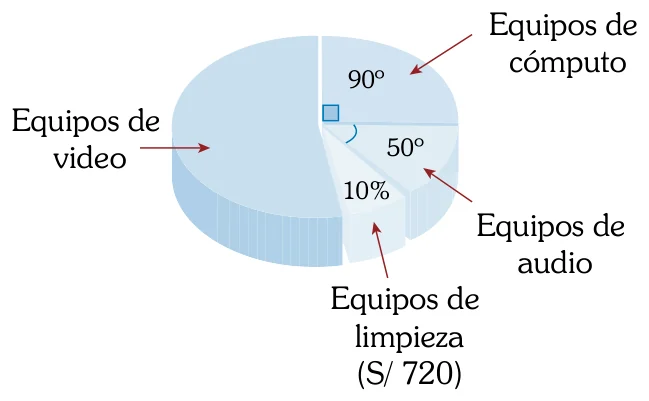 Equipos de
cómputo
90º
Equipos de
video
50º
10%
Equipos de
audio
Equipos de
limpieza
(S/ 720)